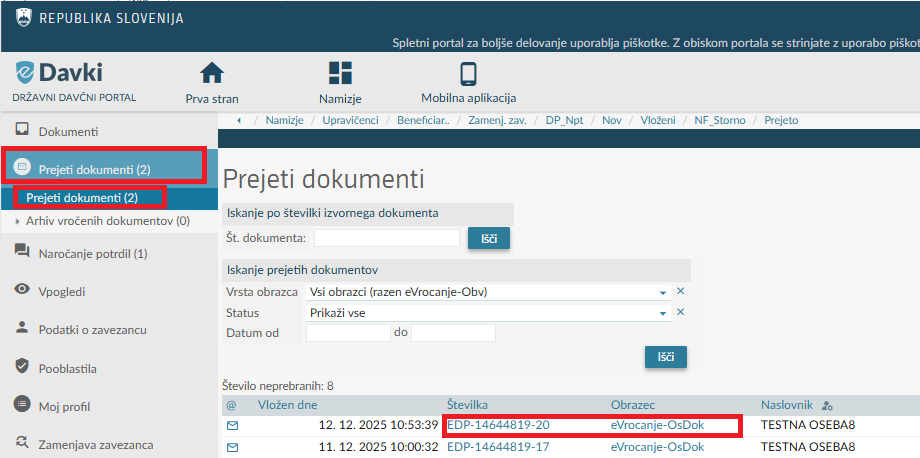 REPUBLIKA SLOVENIJA
Spletni portal za boljše delovanje uporablja piškotke. Z obiskom portala se strinjate z uporabo piškot
eDavki
DRŽAVNI DAVČNI PORTAL
Prva stran
Namizje
Mobilna aplikacija
/ Namizje / Upravičenci / Beneficiar.. / Zamenj. zav. / DP_Npt / Nov / Vloženi / NF_Storno / Prejeto
Dokumenti
Prejeti dokumenti (2)
Prejeti dokumenti (2)
Arhiv vročenih dokumentov (0)
Naročanje potrdil (1)
Vpogledi
Podatki o zavezancu
Pooblastila
Moj profil
Zamenjava zavezanca
Prejeti dokumenti
Iskanje po številki izvornega dokumenta
Št. dokumenta: Išči
Iskanje prejetih dokumentov
Vrsta obrazca Vsi obrazci (razen eVrocanje-Obv)
Status Prikaži vse
Datum od do
Išči
Število neprebranih: 8
@ Vložen dne Številka Obrazec Naslovnik
12. 12. 2025 10:53:39 EDP-14644819-20 eVrocanje-OsDok TESTNA OSEBA8
11. 12. 2025 10:00:32 EDP-14644819-17 eVrocanje-OsDok TESTNA OSEBA8